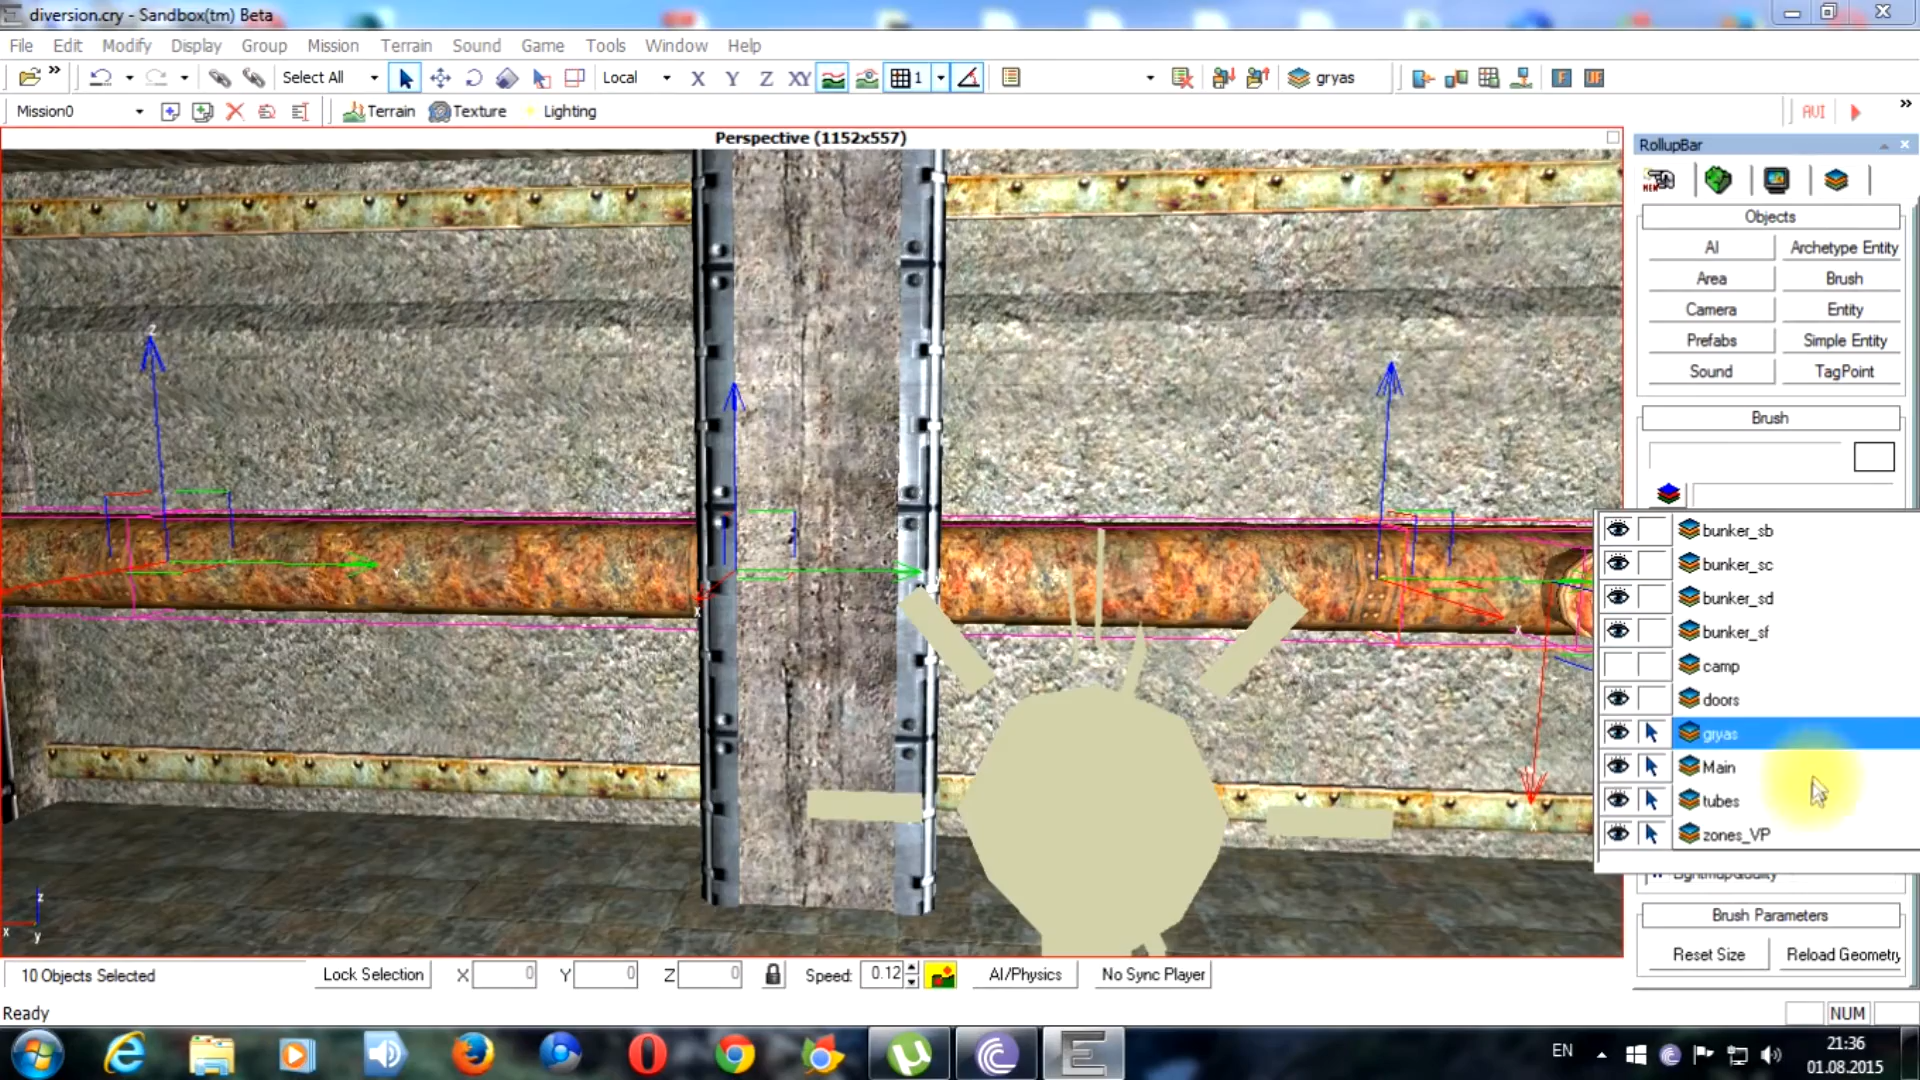 diversion.cry - Sandbox(tm) Beta
File Edit Modify Display Group Mission Terrain Sound Game Tools Window Help
Select All Local X Y Z XY 1 gryas
Mission0 Terrain Texture Lighting AVI
Perspective (1152x557)
RollupBar
NEW
Objects
AI Archetype Entity
Area Brush
Camera Entity
Prefabs Simple Entity
Sound TagPoint
Brush
bunker_sb
bunker_sc
bunker_sd
bunker_sf
camp
doors
gryas
Main
tubes
zones_VP
LightmapQuality
Brush Parameters
Reset Size Reload Geometry
10 Objects Selected Lock Selection X 0 Y 0 Z 0 Speed: 0.12 AI/Physics No Sync Player
Ready NUM
EN 21:36
01.08.2015